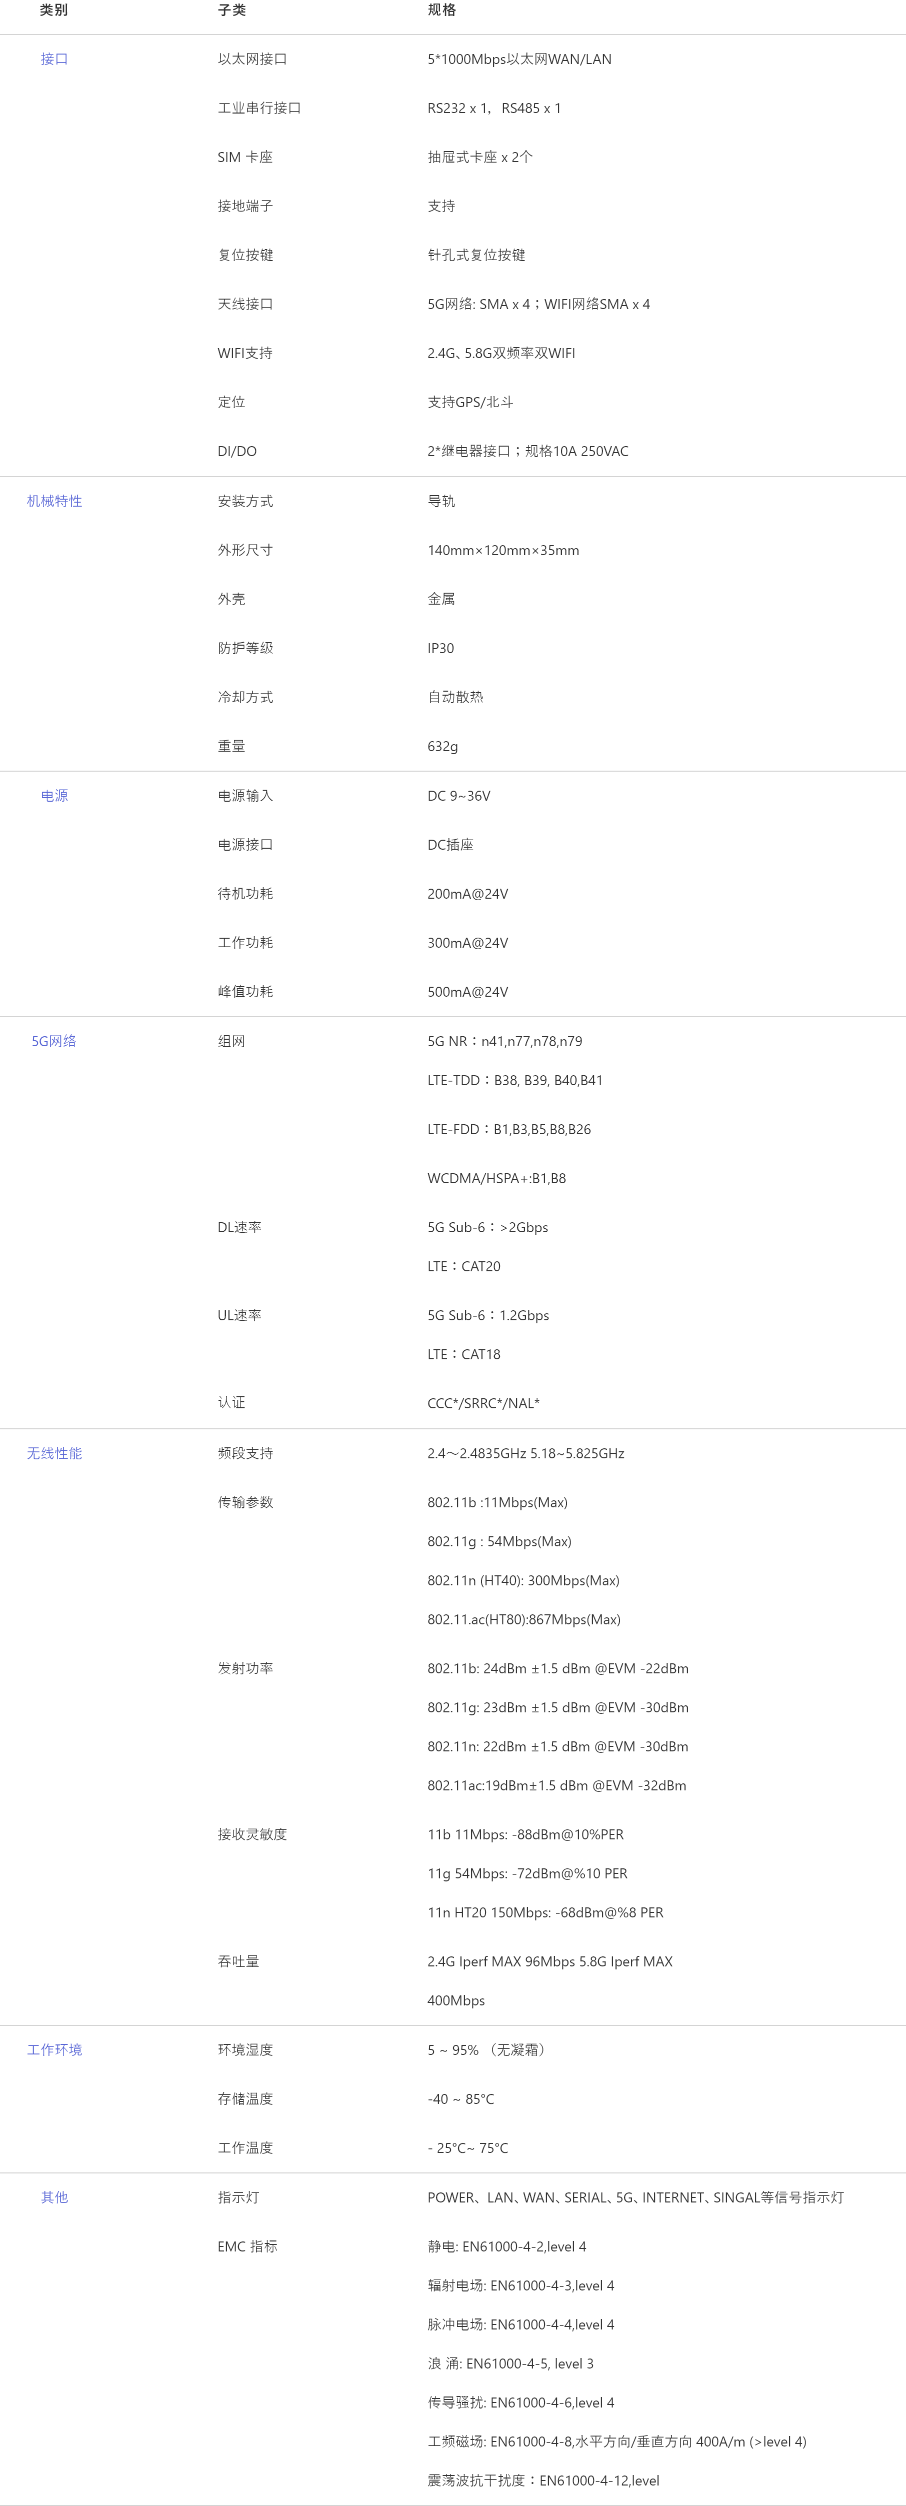 类别 子类 规格
接口 以太网接口 5*1000Mbps以太网WAN/LAN
工业串行接口 RS232 x 1，RS485 x 1
SIM 卡座 抽屉式卡座 x 2个
接地端子 支持
复位按键 针孔式复位按键
天线接口 5G网络: SMA x 4；WIFI网络SMA x 4
WIFI支持 2.4G、5.8G双频率双WIFI
定位 支持GPS/北斗
DI/DO 2*继电器接口；规格10A 250VAC
机械特性 安装方式 导轨
外形尺寸 140mm×120mm×35mm
外壳 金属
防护等级 IP30
冷却方式 自动散热
重量 632g
电源 电源输入 DC 9~36V
电源接口 DC插座
待机功耗 200mA@24V
工作功耗 300mA@24V
峰值功耗 500mA@24V
5G网络 组网 5G NR：n41,n77,n78,n79
LTE-TDD：B38, B39, B40,B41
LTE-FDD：B1,B3,B5,B8,B26
WCDMA/HSPA+:B1,B8
DL速率 5G Sub-6：>2Gbps
LTE：CAT20
UL速率 5G Sub-6：1.2Gbps
LTE：CAT18
认证 CCC*/SRRC*/NAL*
无线性能 频段支持 2.4～2.4835GHz 5.18~5.825GHz
传输参数 802.11b :11Mbps(Max)
802.11g : 54Mbps(Max)
802.11n (HT40): 300Mbps(Max)
802.11.ac(HT80):867Mbps(Max)
发射功率 802.11b: 24dBm ±1.5 dBm @EVM -22dBm
802.11g: 23dBm ±1.5 dBm @EVM -30dBm
802.11n: 22dBm ±1.5 dBm @EVM -30dBm
802.11ac:19dBm±1.5 dBm @EVM -32dBm
接收灵敏度 11b 11Mbps: -88dBm@10%PER
11g 54Mbps: -72dBm@%10 PER
11n HT20 150Mbps: -68dBm@%8 PER
吞吐量 2.4G Iperf MAX 96Mbps 5.8G Iperf MAX
400Mbps
工作环境 环境湿度 5 ~ 95% （无凝霜）
存储温度 -40 ~ 85°C
工作温度 - 25°C~ 75°C
其他 指示灯 POWER、LAN、WAN、SERIAL、5G、INTERNET、SINGAL等信号指示灯
EMC 指标 静电: EN61000-4-2,level 4
辐射电场: EN61000-4-3,level 4
脉冲电场: EN61000-4-4,level 4
浪 涌: EN61000-4-5, level 3
传导骚扰: EN61000-4-6,level 4
工频磁场: EN61000-4-8,水平方向/垂直方向 400A/m (>level 4)
震荡波抗干扰度：EN61000-4-12,level